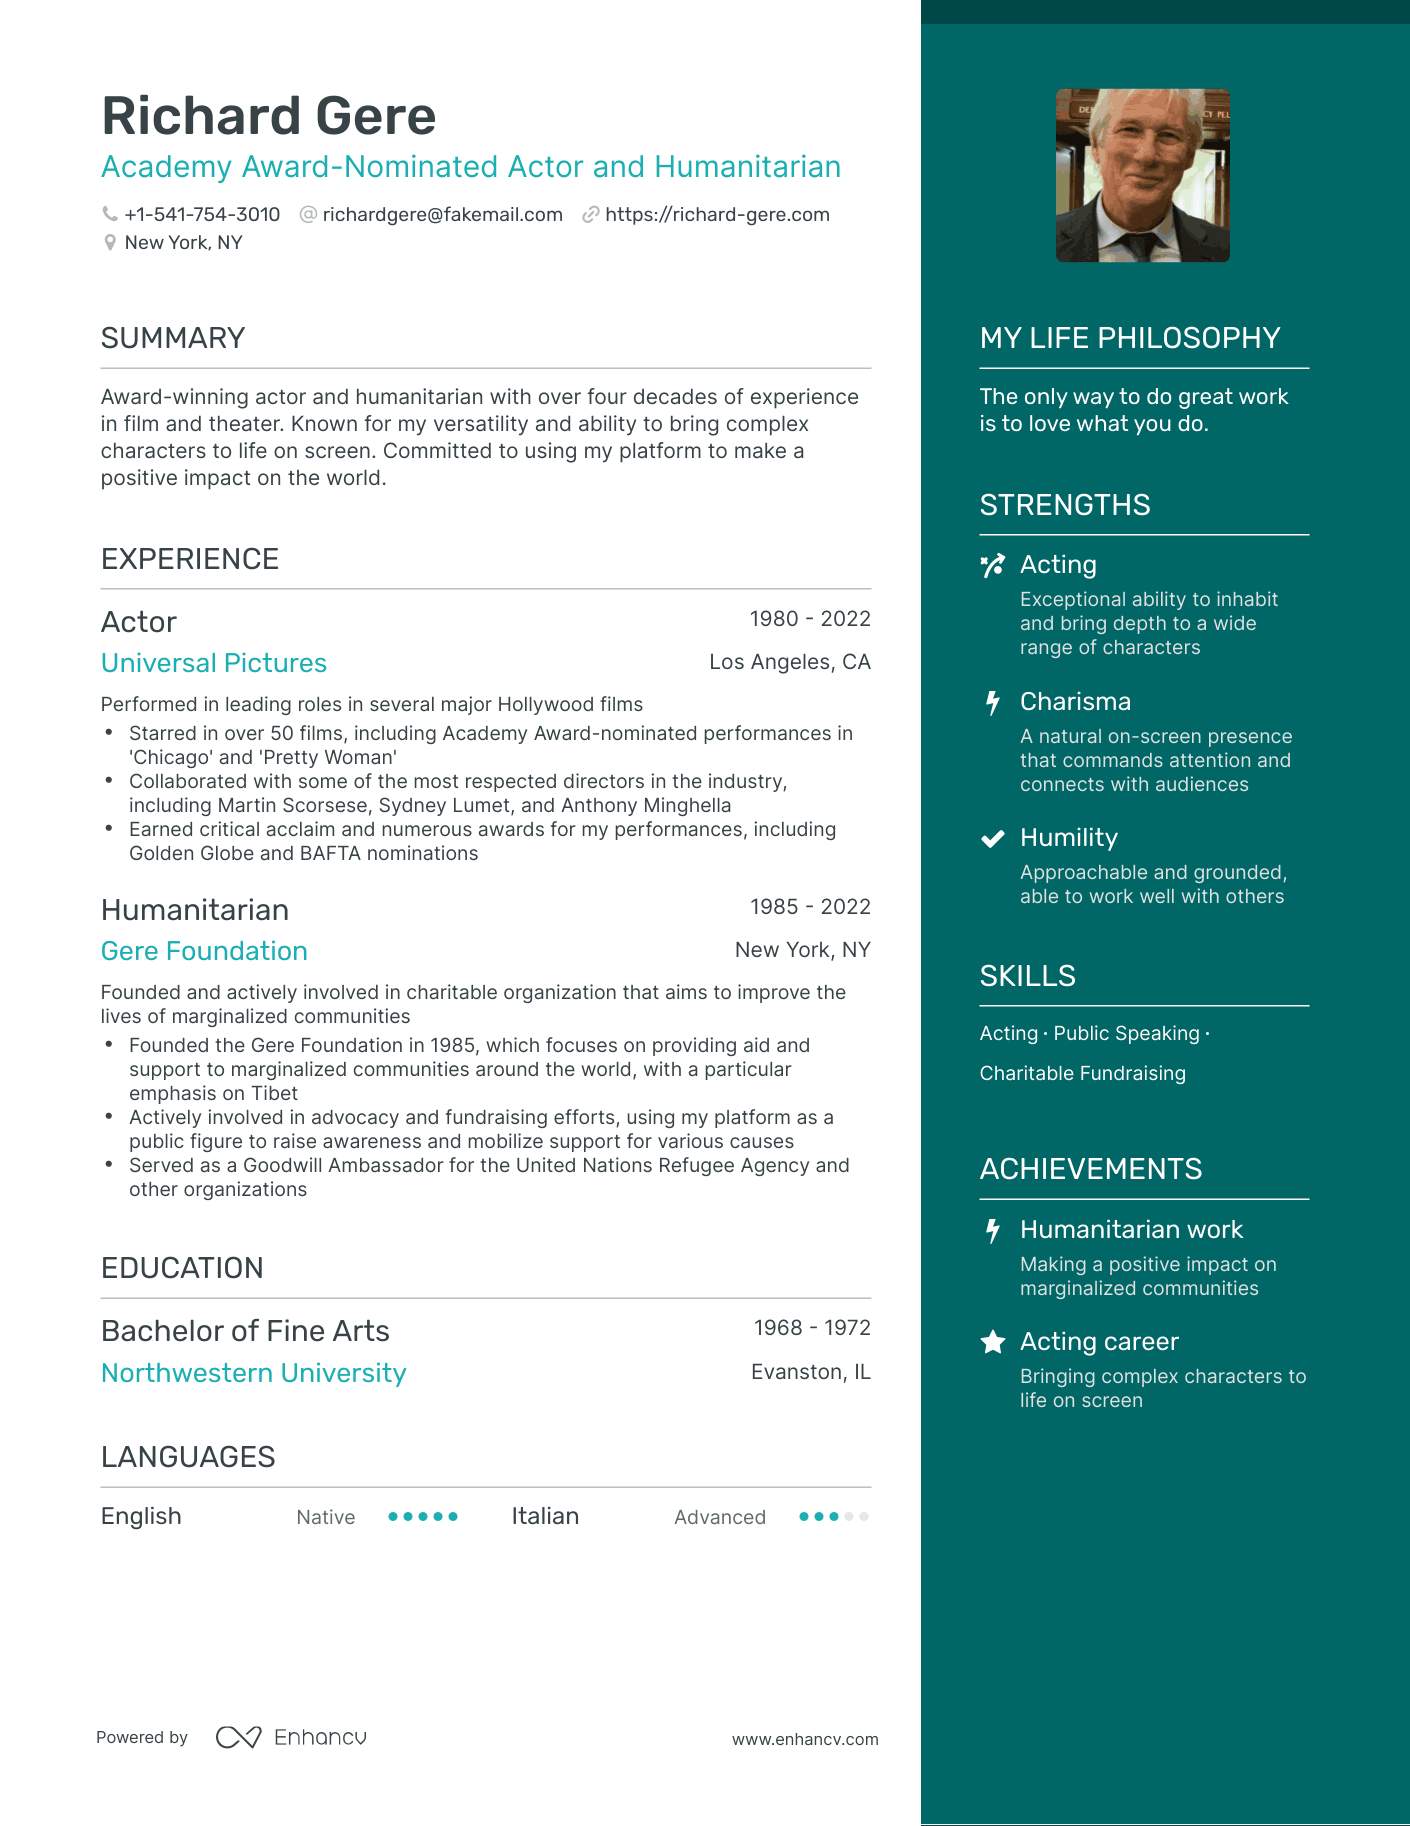 Richard Gere
Academy Award-Nominated Actor and Humanitarian
+1-541-754-3010 @ richardgere@fakemail.com https://richard-gere.com
New York, NY
SUMMARY
Award-winning actor and humanitarian with over four decades of experience
in film and theater. Known for my versatility and ability to bring complex
characters to life on screen. Committed to using my platform to make a
positive impact on the world.
EXPERIENCE
Actor 1980 - 2022
Universal Pictures Los Angeles, CA
Performed in leading roles in several major Hollywood films
• Starred in over 50 films, including Academy Award-nominated performances in
'Chicago' and 'Pretty Woman'
• Collaborated with some of the most respected directors in the industry,
including Martin Scorsese, Sydney Lumet, and Anthony Minghella
• Earned critical acclaim and numerous awards for my performances, including
Golden Globe and BAFTA nominations
Humanitarian 1985 - 2022
Gere Foundation New York, NY
Founded and actively involved in charitable organization that aims to improve the
lives of marginalized communities
• Founded the Gere Foundation in 1985, which focuses on providing aid and
support to marginalized communities around the world, with a particular
emphasis on Tibet
• Actively involved in advocacy and fundraising efforts, using my platform as a
public figure to raise awareness and mobilize support for various causes
• Served as a Goodwill Ambassador for the United Nations Refugee Agency and
other organizations
EDUCATION
Bachelor of Fine Arts 1968 - 1972
Northwestern University Evanston, IL
LANGUAGES
English Native Italian Advanced
Powered by Enhancv www.enhancv.com
MY LIFE PHILOSOPHY
The only way to do great work
is to love what you do.
STRENGTHS
Acting
Exceptional ability to inhabit
and bring depth to a wide
range of characters
Charisma
A natural on-screen presence
that commands attention and
connects with audiences
Humility
Approachable and grounded,
able to work well with others
SKILLS
Acting · Public Speaking ·
Charitable Fundraising
ACHIEVEMENTS
Humanitarian work
Making a positive impact on
marginalized communities
Acting career
Bringing complex characters to
life on screen